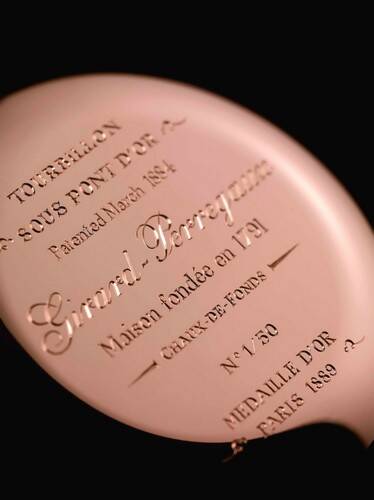 TOURBILLON
SOUS PONT D'OR
Patented March 1884
Girard-Perregaux
Maison fondée en 1791
CHAUX-DE-FONDS
N° 1/50
MEDAILLE D'OR
PARIS 1889